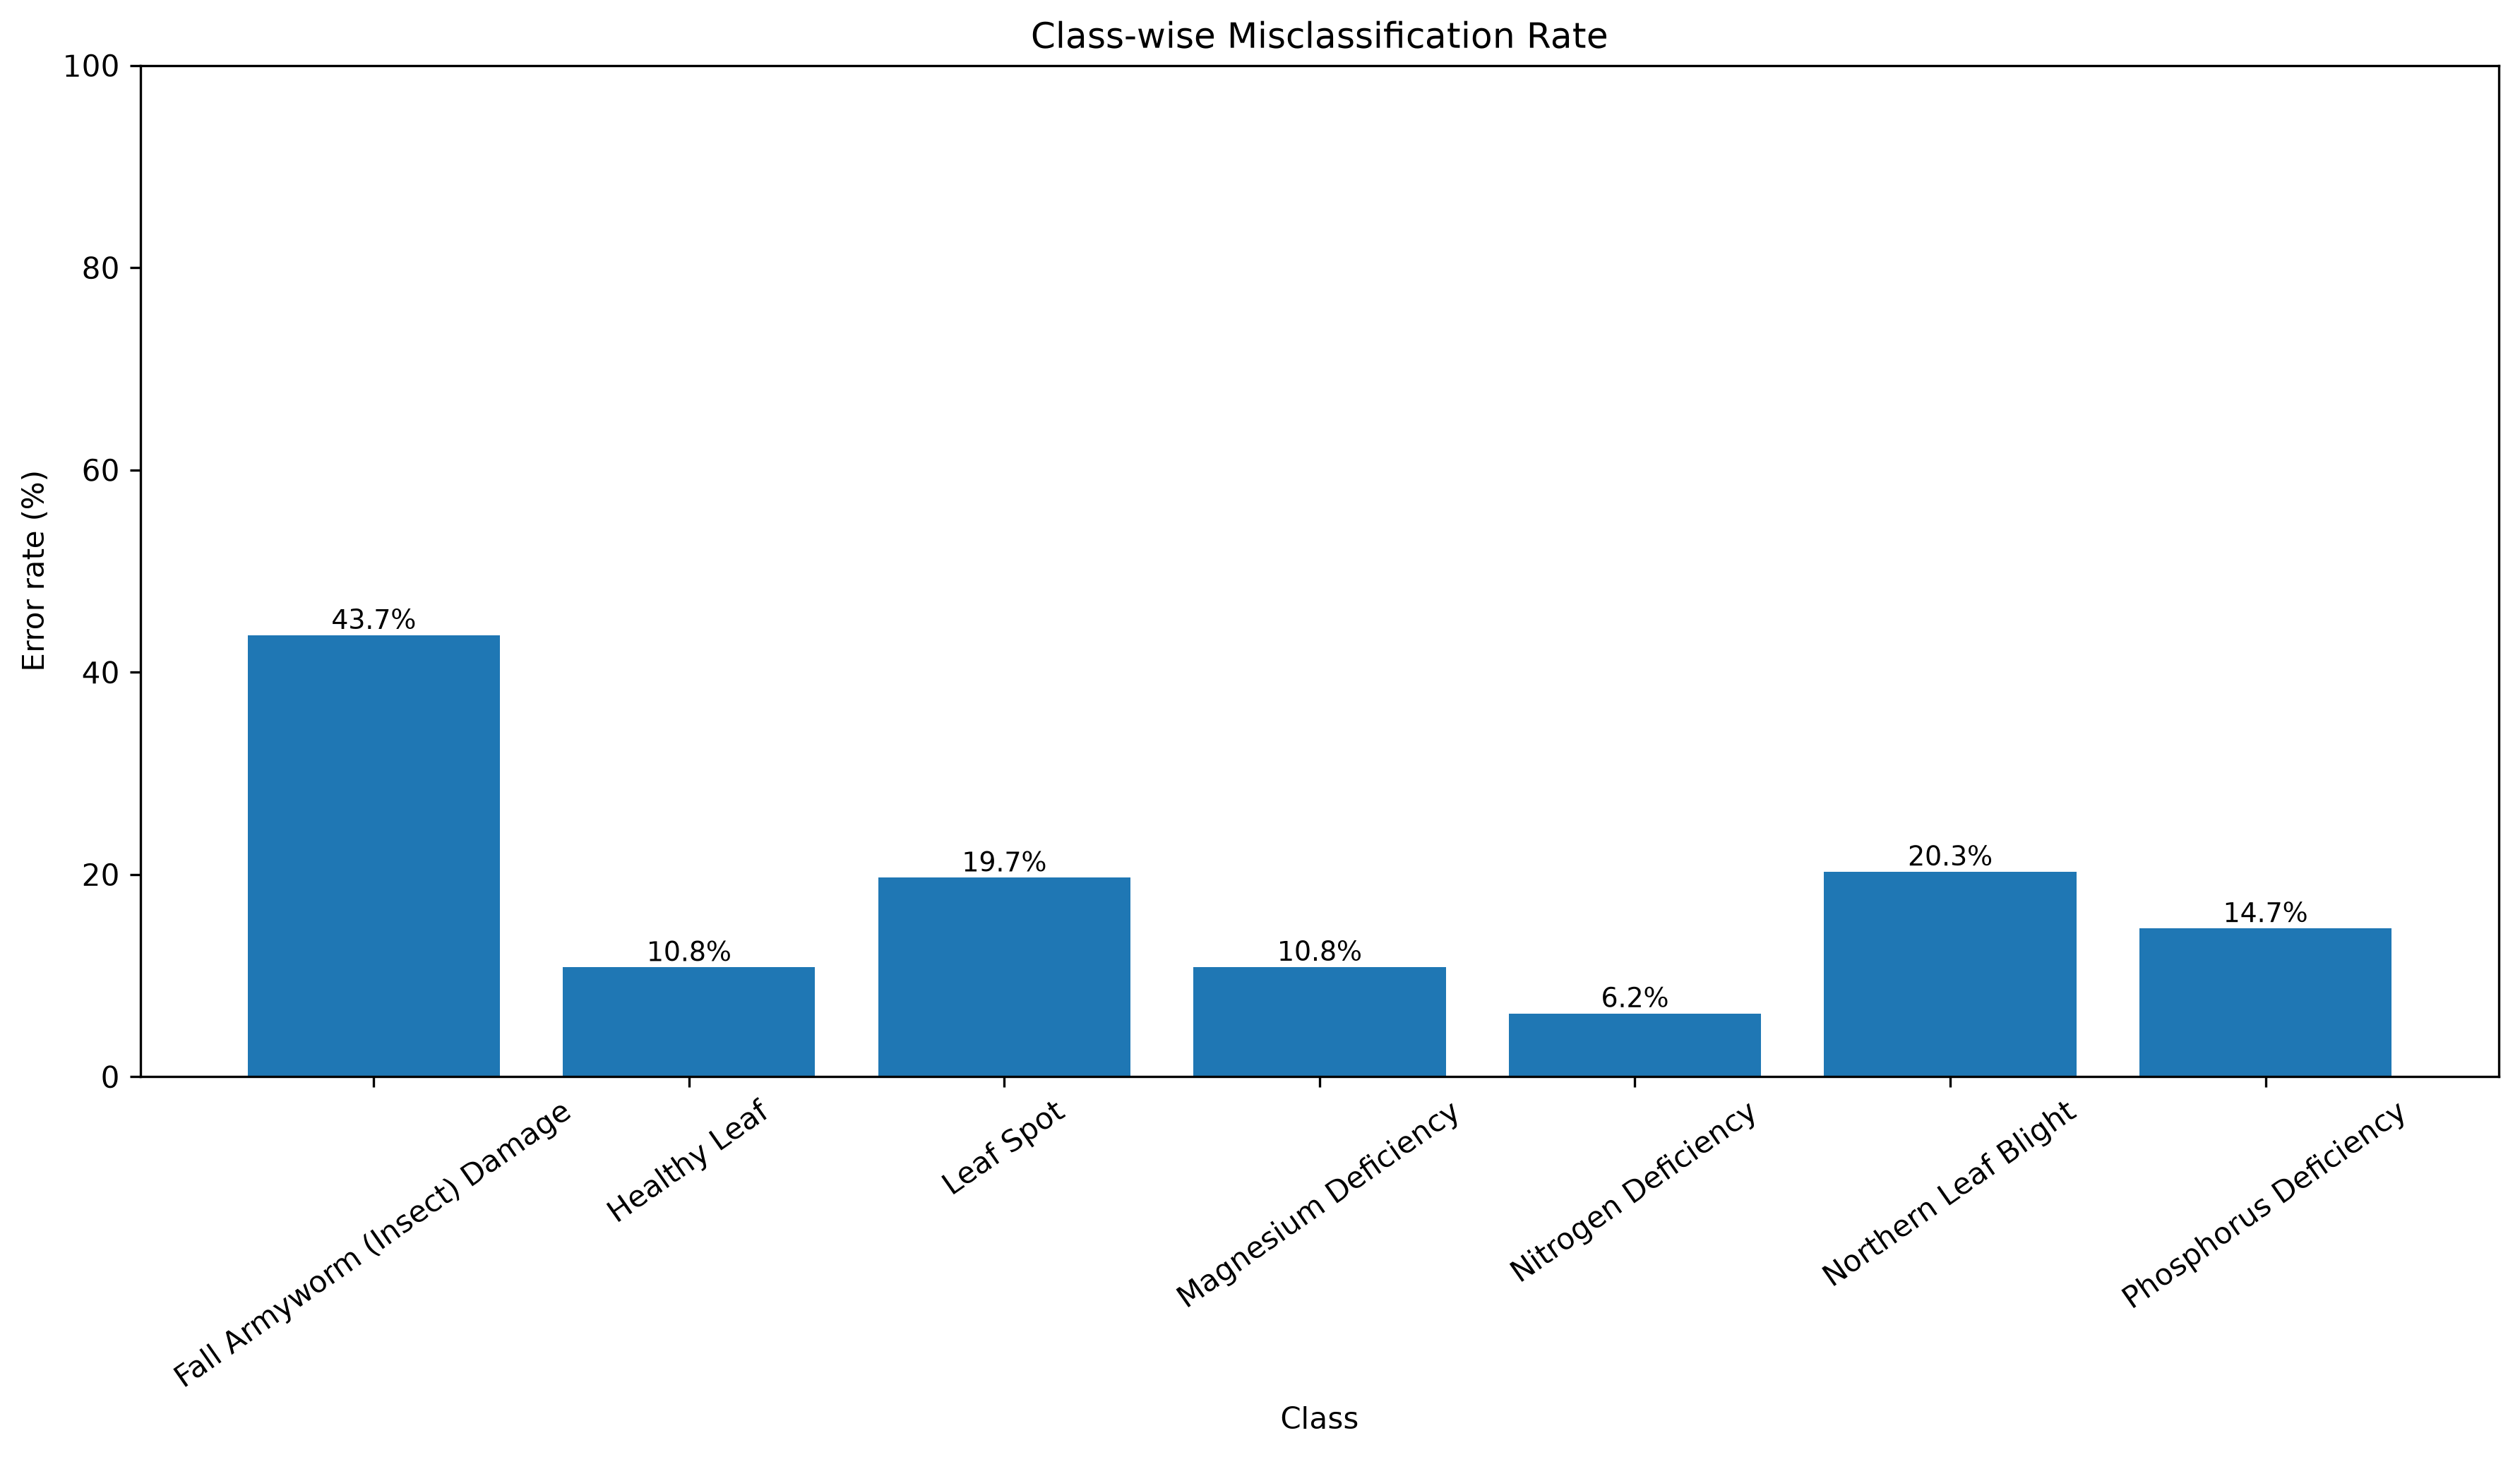 Class-wise Misclassification Rate
Error rate (%)
100
80
60
40
20
0
43.7%
10.8%
19.7%
10.8%
6.2%
20.3%
14.7%
Fall Armyworm (Insect) Damage
Healthy Leaf
Leaf Spot
Magnesium Deficiency
Nitrogen Deficiency
Northern Leaf Blight
Phosphorus Deficiency
Class